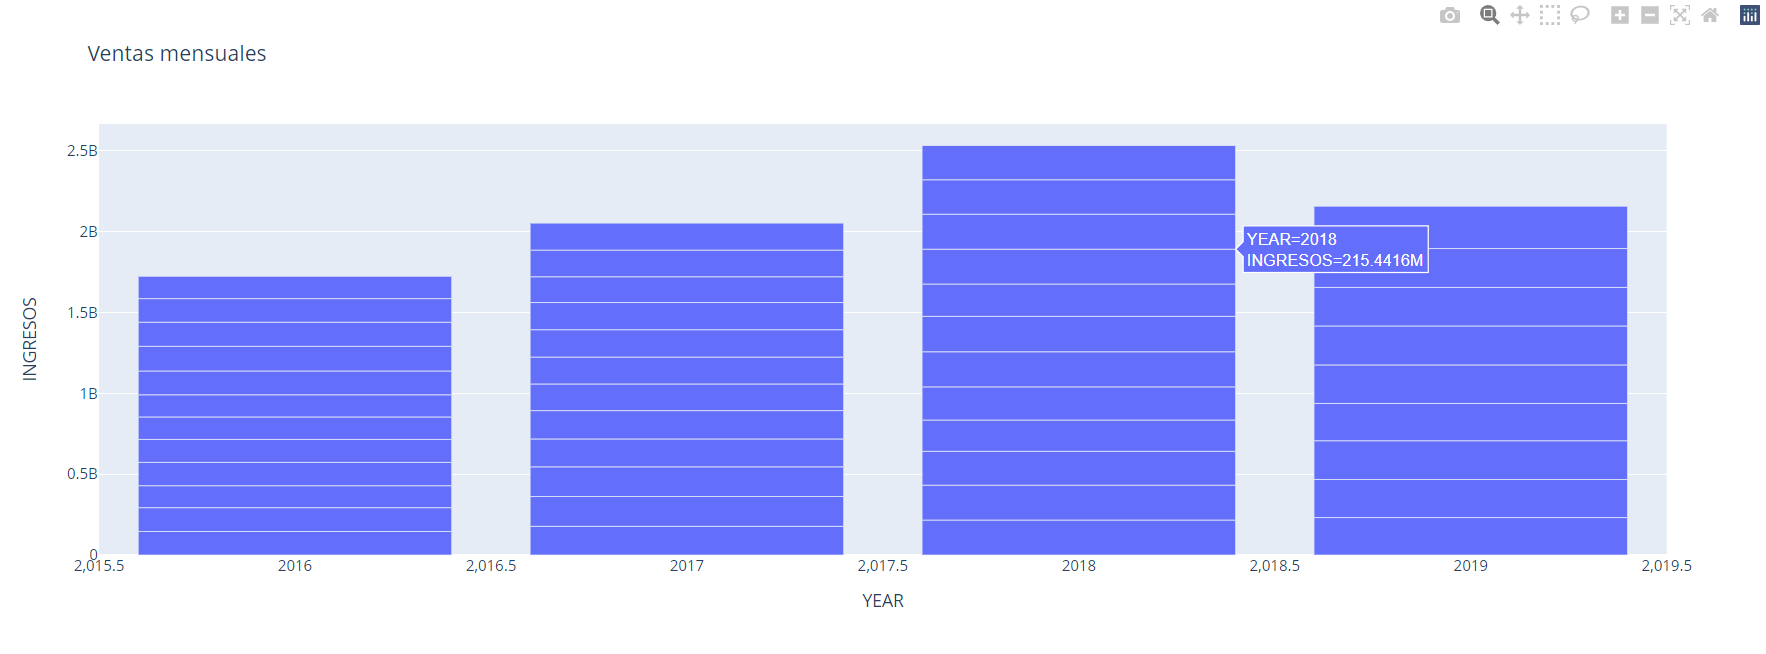 Ventas mensuales
2.5B
2B
1.5B
1B
0.5B
0
INGRESOS
YEAR=2018
INGRESOS=215.4416M
2,015.5 2016 2,016.5 2017 2,017.5 2018 2,018.5 2019 2,019.5
YEAR